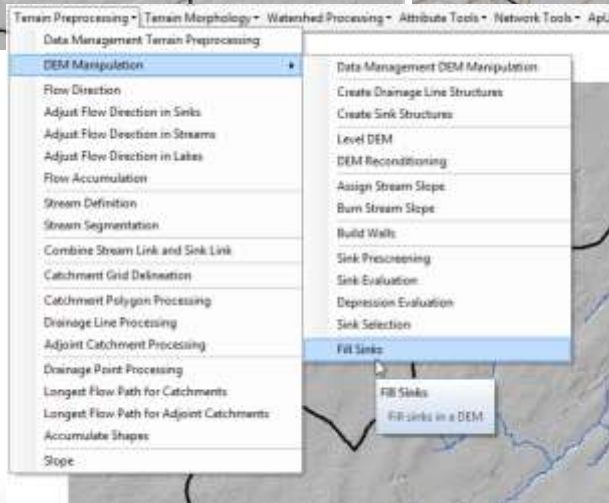 Terrain Preprocessing Terrain Morphology Watershed Processing Attribute Tools Network Tools ApU
Data Management Terrain Preprocessing
DEM Manipulation
Flow Direction
Adjust Flow Direction in Sinks
Adjust Flow Direction in Streams
Adjust Flow Direction in Lakes
Flow Accumulation
Stream Definition
Stream Segmentation
Combine Stream Link and Sink Link
Catchment Grid Delineation
Catchment Polygon Processing
Drainage Line Processing
Adjoint Catchment Processing
Drainage Point Processing
Longest Flow Path for Catchments
Longest Flow Path for Adjoint Catchments
Accumulate Shapes
Slope
Data Management DEM Manipulation
Create Drainage Line Structures
Create Sink Structures
Level DEM
DEM Reconditioning
Assign Stream Slope
Burn Stream Slope
Build Walls
Sink Prescreening
Sink Evaluation
Depression Evaluation
Sink Selection
Fill Sinks
Fill Sinks
Fill sinks in a DEM